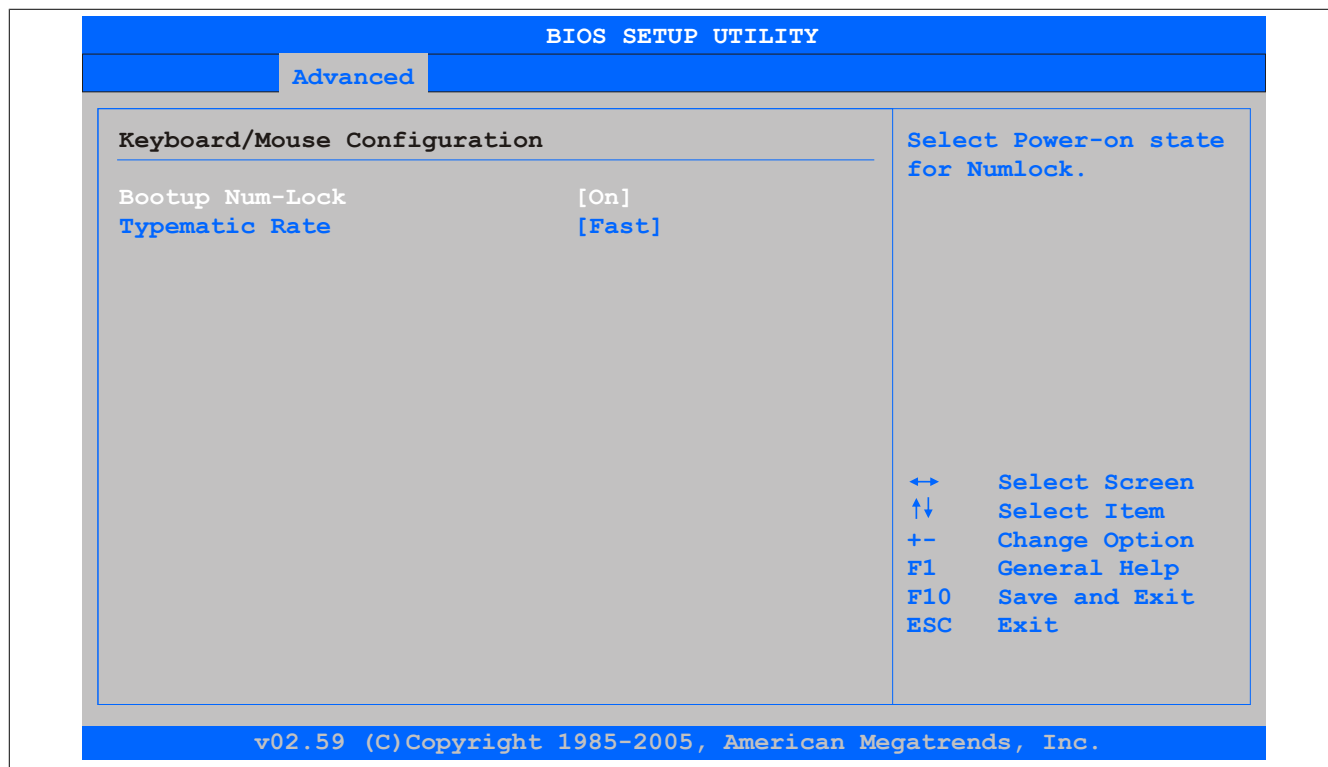 BIOS SETUP UTILITY
Advanced
Keyboard/Mouse Configuration
Bootup Num-Lock [On]
Typematic Rate [Fast]
Select Power-on state
for Numlock.
↔ Select Screen
↑↓ Select Item
+- Change Option
F1 General Help
F10 Save and Exit
ESC Exit
v02.59 (C)Copyright 1985-2005, American Megatrends, Inc.